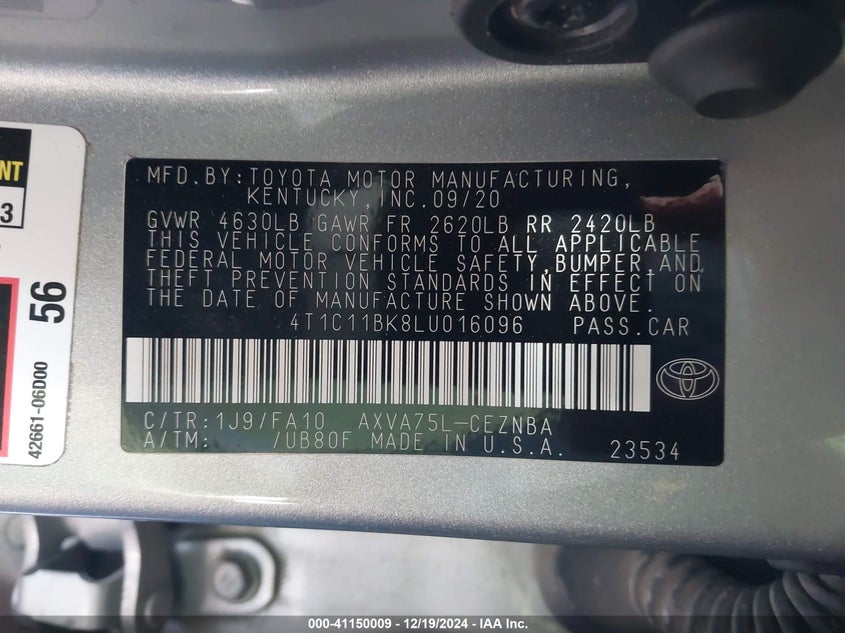 MFD.BY:TOYOTA MOTOR MANUFACTURING,
KENTUCKY, INC.09/20
GVWR 4630LB GAWR FR 2620LB RR 2420LB
THIS VEHICLE CONFORMS TO ALL APPLICABLE
FEDERAL MOTOR VEHICLE SAFETY,BUMPER,AND
THEFT PREVENTION STANDARDS IN EFFECT ON
THE DATE OF MANUFACTURE SHOWN ABOVE.
4T1C11BK8LU016096 PASS.CAR
C/TR:1J9/FA10 AXVA75L-CEZNBA
A/TM: /UB80F MADE IN U.S.A. 23534
NT
3
56
42661-06D00
000-41150009 - 12/19/2024 - IAA Inc.